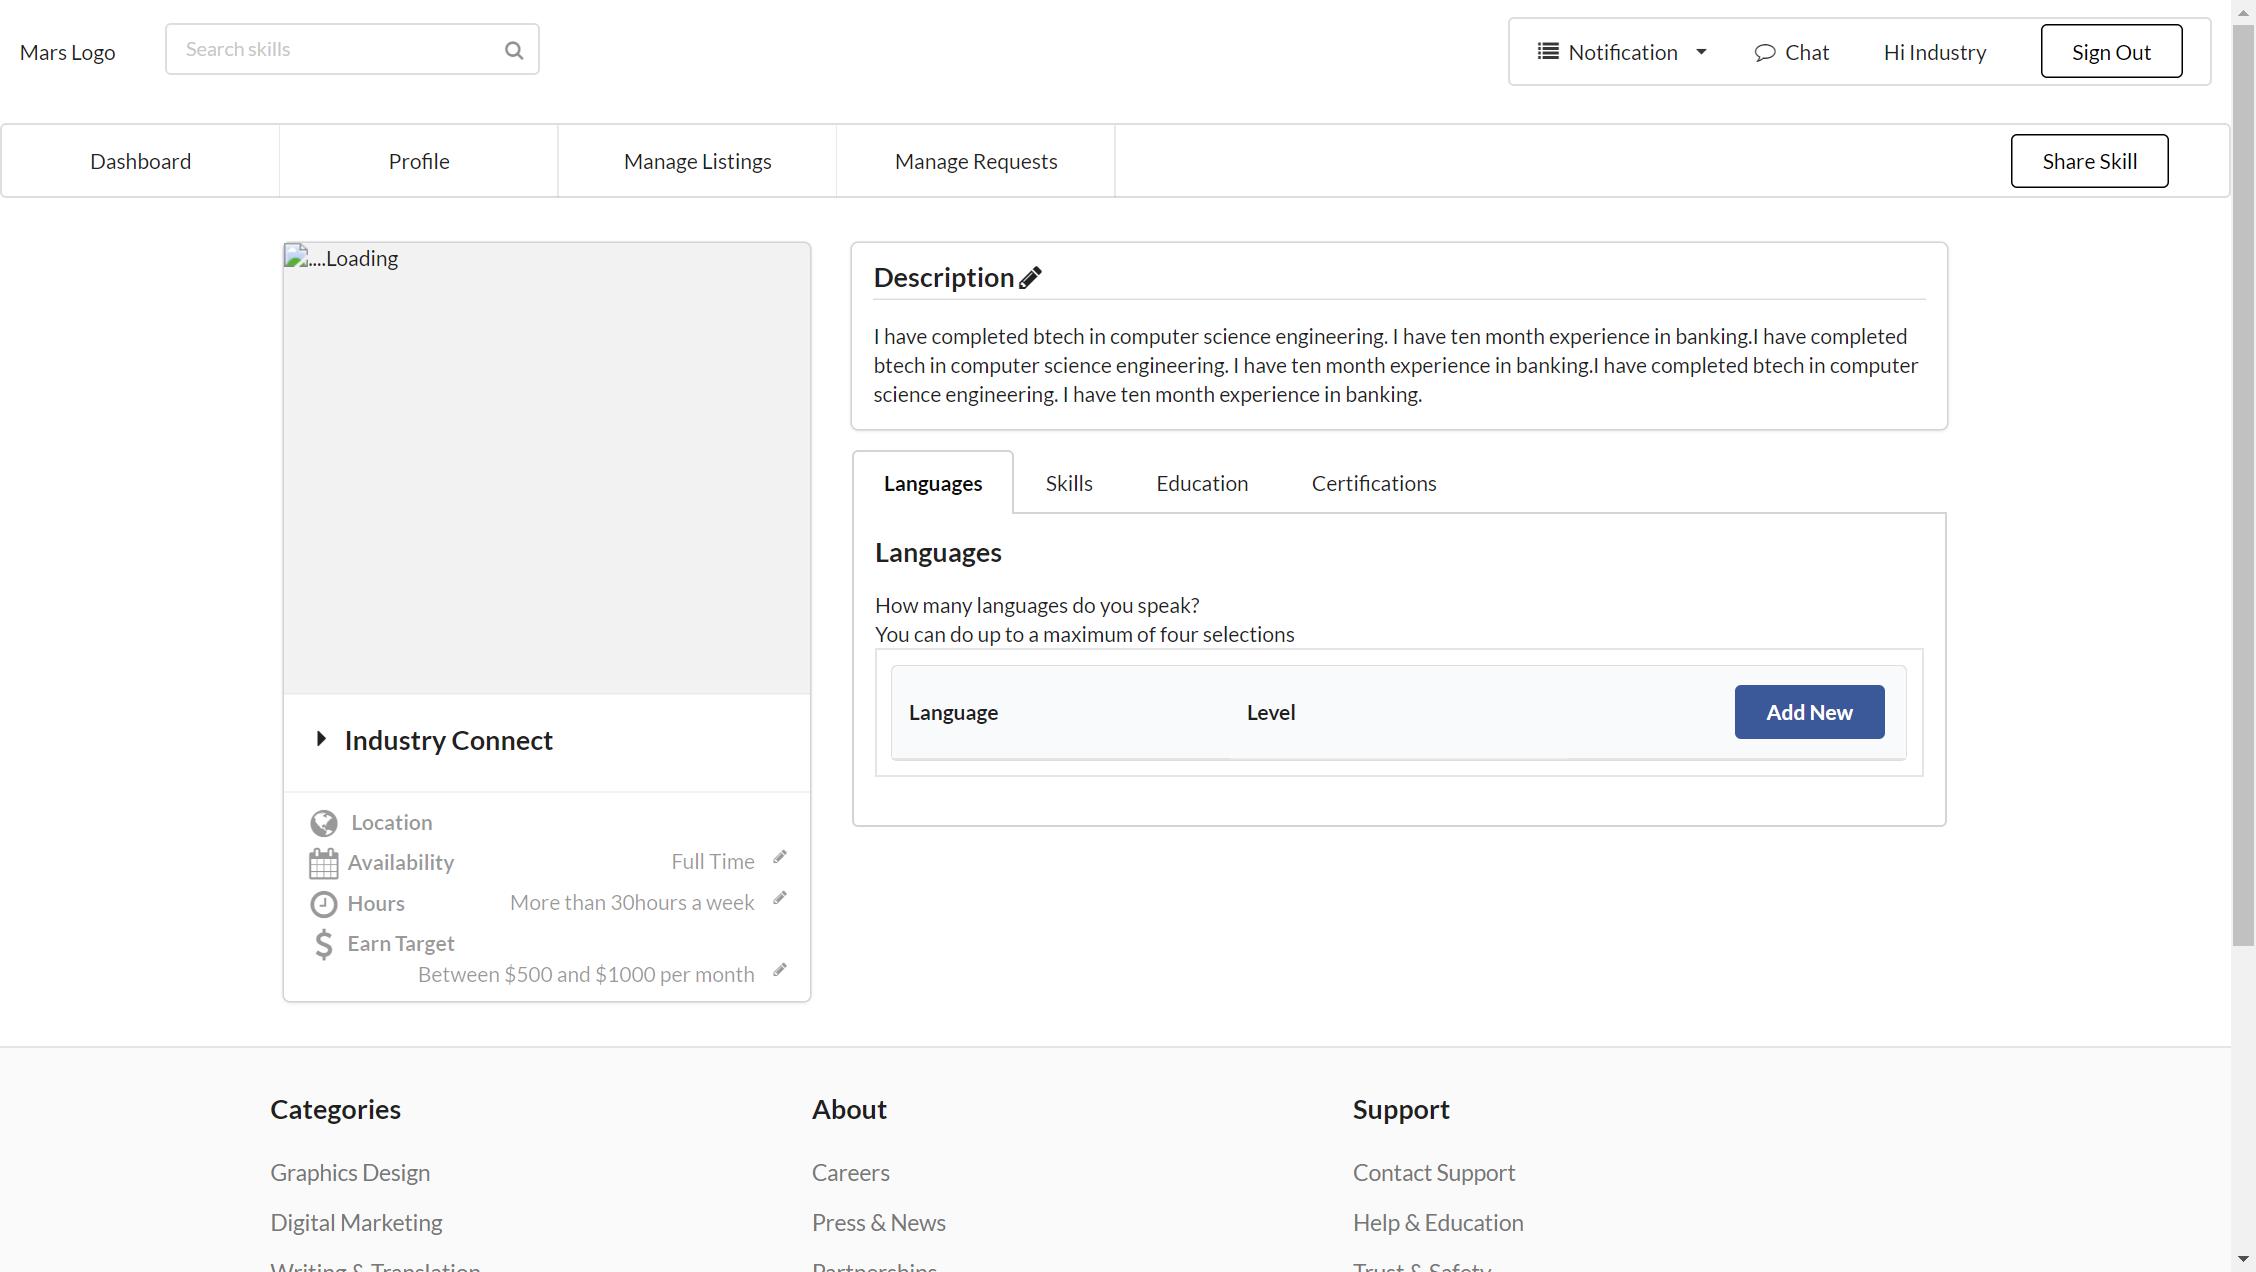 Mars Logo
Search skills
Notification
Chat
Hi Industry
Sign Out
Dashboard
Profile
Manage Listings
Manage Requests
Share Skill
....Loading
Industry Connect
Location
Availability
Full Time
Hours
More than 30hours a week
Earn Target
Between $500 and $1000 per month
Description
I have completed btech in computer science engineering. I have ten month experience in banking.I have completed
btech in computer science engineering. I have ten month experience in banking.I have completed btech in computer
science engineering. I have ten month experience in banking.
Languages
Skills
Education
Certifications
Languages
How many languages do you speak?
You can do up to a maximum of four selections
Language
Level
Add New
Categories
Graphics Design
Digital Marketing
Writing & Translation
About
Careers
Press & News
Partnerships
Support
Contact Support
Help & Education
Trust & Safety